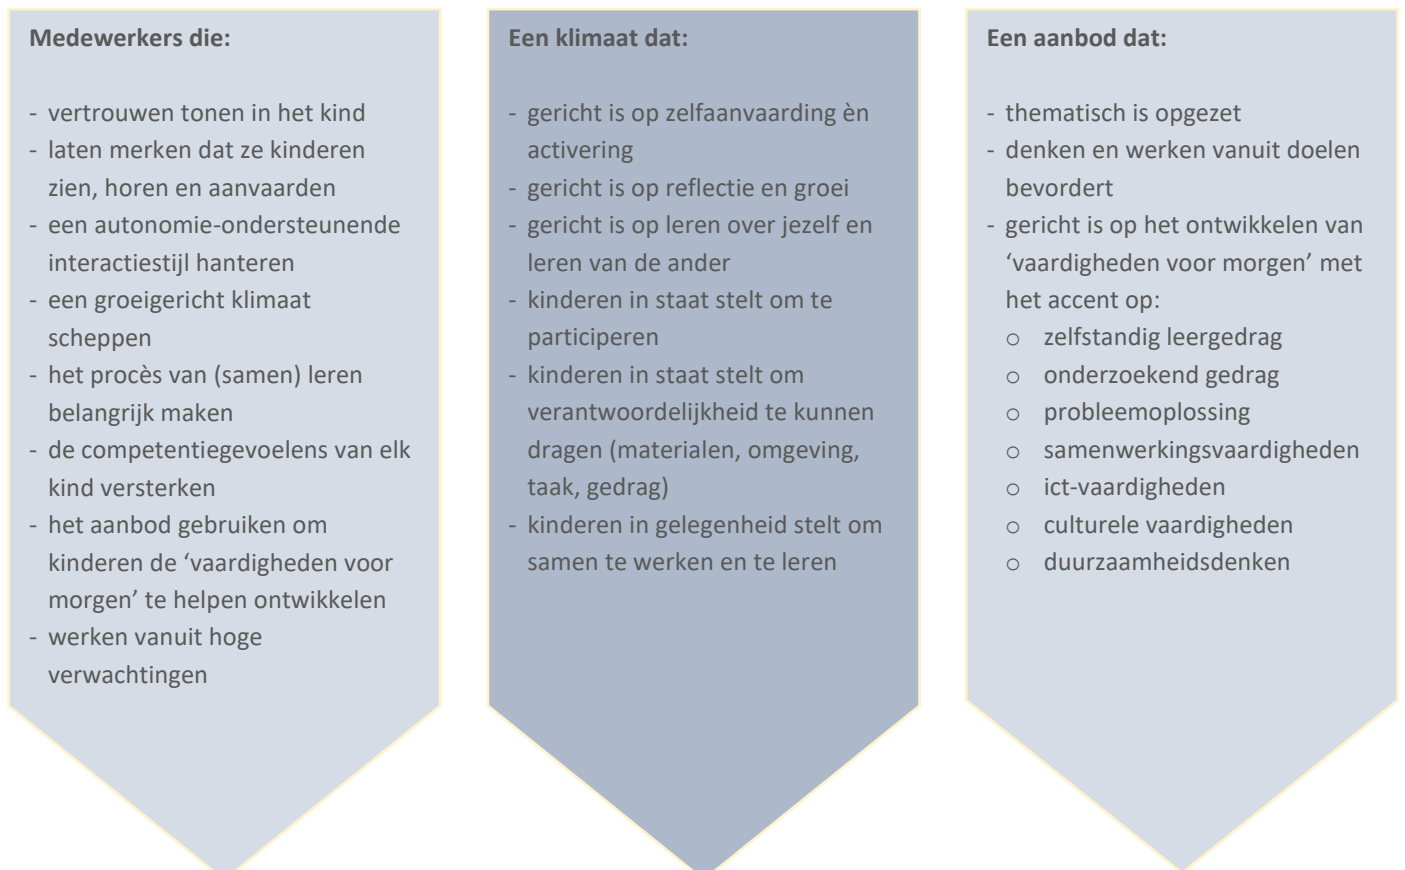 Medewerkers die:
- vertrouwen tonen in het kind
- laten merken dat ze kinderen
zien, horen en aanvaarden
- een autonomie-ondersteunende
interactiestijl hanteren
- een groeigericht klimaat
scheppen
- het procès van (samen) leren
belangrijk maken
- de competentiegevoelens van elk
kind versterken
- het aanbod gebruiken om
kinderen de ‘vaardigheden voor
morgen’ te helpen ontwikkelen
- werken vanuit hoge
verwachtingen
Een klimaat dat:
- gericht is op zelfaanvaarding èn
activering
- gericht is op reflectie en groei
- gericht is op leren over jezelf en
leren van de ander
- kinderen in staat stelt om te
participeren
- kinderen in staat stelt om
verantwoordelijkheid te kunnen
dragen (materialen, omgeving,
taak, gedrag)
- kinderen in gelegenheid stelt om
samen te werken en te leren
Een aanbod dat:
- thematisch is opgezet
- denken en werken vanuit doelen
bevordert
- gericht is op het ontwikkelen van
‘vaardigheden voor morgen’ met
het accent op:
o zelfstandig leergedrag
o onderzoekend gedrag
o probleemoplossing
o samenwerkingsvaardigheden
o ict-vaardigheden
o culturele vaardigheden
o duurzaamheidsdenken